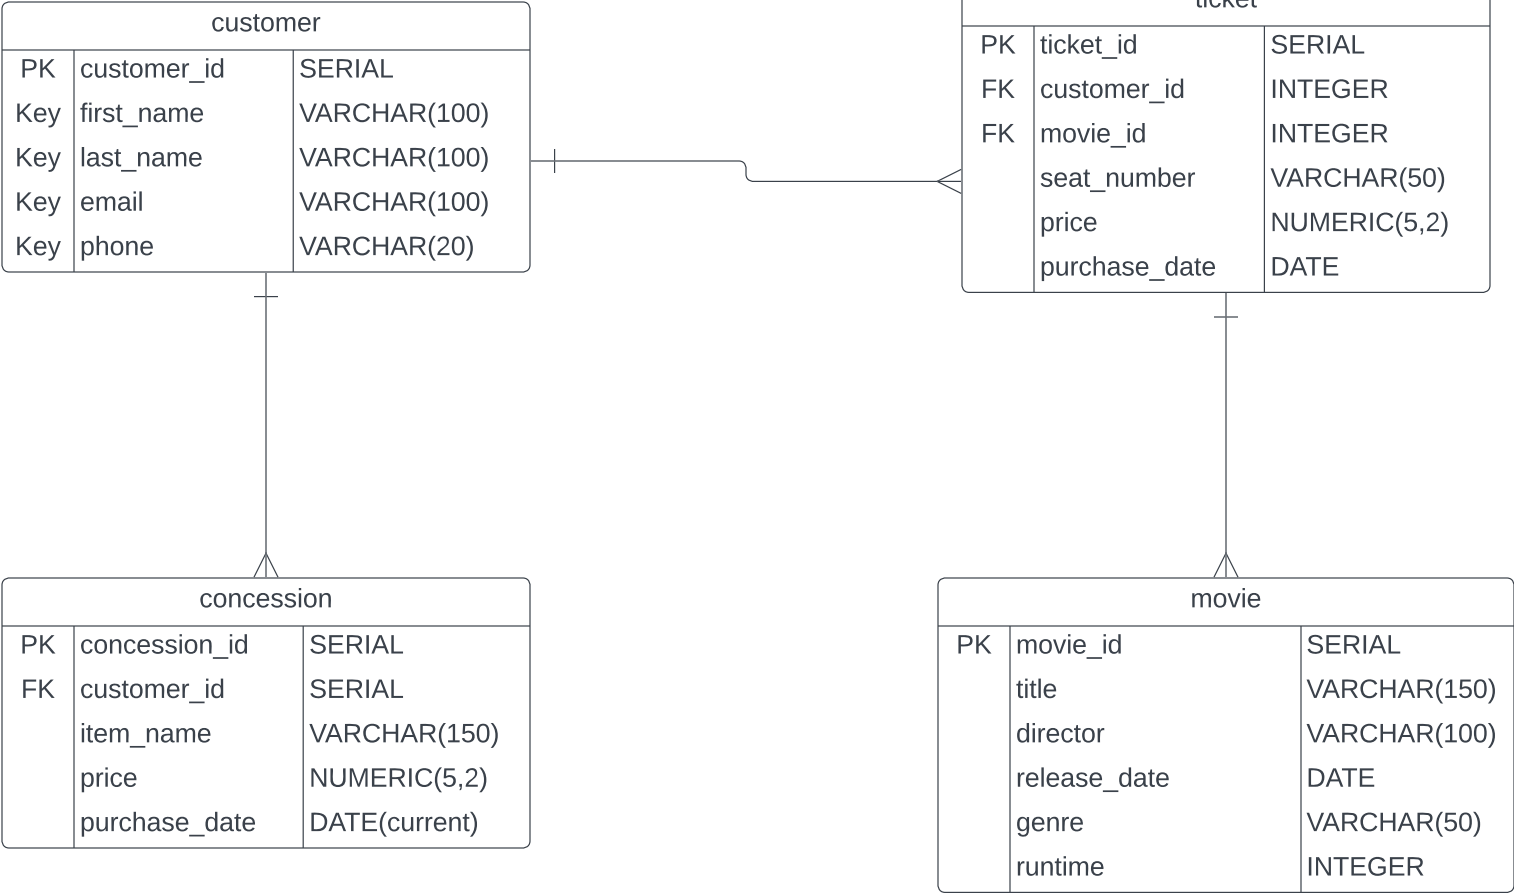 customer
PK customer_id SERIAL
Key first_name VARCHAR(100)
Key last_name VARCHAR(100)
Key email VARCHAR(100)
Key phone VARCHAR(20)
ticket
PK ticket_id SERIAL
FK customer_id INTEGER
FK movie_id INTEGER
seat_number VARCHAR(50)
price NUMERIC(5,2)
purchase_date DATE
concession
PK concession_id SERIAL
FK customer_id SERIAL
item_name VARCHAR(150)
price NUMERIC(5,2)
purchase_date DATE(current)
movie
PK movie_id SERIAL
title VARCHAR(150)
director VARCHAR(100)
release_date DATE
genre VARCHAR(50)
runtime INTEGER